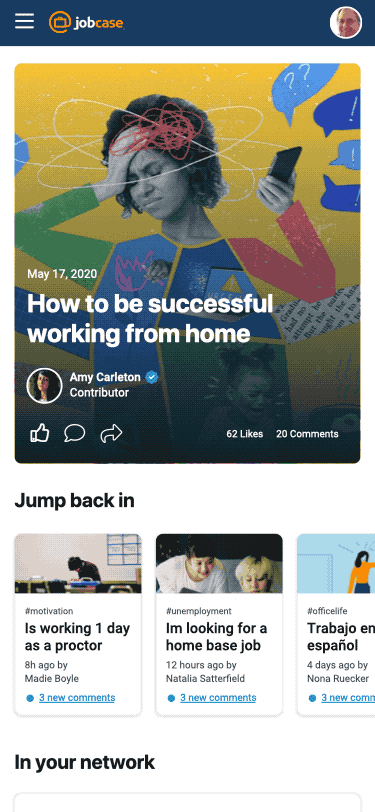 jobcase
May 17, 2020
How to be successful
working from home
Amy Carleton
Contributor
62 Likes 20 Comments
Jump back in
#motivation
Is working 1 day
as a proctor
8h ago by
Madie Boyle
3 new comments
#unemployment
Im looking for a
home base job
12 hours ago by
Natalia Satterfield
3 new comments
#officelife
Trabajo en
español
4 days ago by
Nona Ruecker
3 new comm
In your network